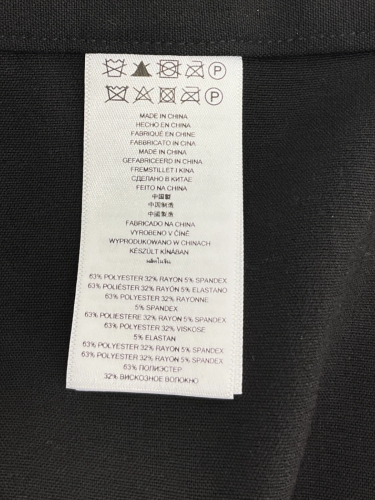 P
P
MADE IN CHINA
HECHO EN CHINA
FABRIQUÉ EN CHINE
FABBRICATO IN CINA
MADE IN CHINA
GEFABRICEERD IN CHINA
FREMSTILLET I KINA
СДЕЛАНО В КИТАЕ
FEITO NA CHINA
中国製
中国制造
中國製造
FABRICADO NA CHINA
VYROBENO V ČÍNĚ
WYPRODUKOWANO W CHINACH
KÉSZÜLT KÍNÁBAN
63% POLYESTER 32% RAYON 5% SPANDEX
63% POLIÉSTER 32% RAYÓN 5% ELASTANO
63% POLYESTER 32% RAYONNE
5% SPANDEX
63% POLIESTERE 32% RAYON 5% SPANDEX
63% POLYESTER 32% VISKOSE
5% ELASTAN
63% POLYESTER 32% RAYON 5% SPANDEX
63% POLYESTER 32% RAYON 5% SPANDEX
63% ПОЛИЭСТЕР
32% ВИСКОЗНОЕ ВОЛОКНО